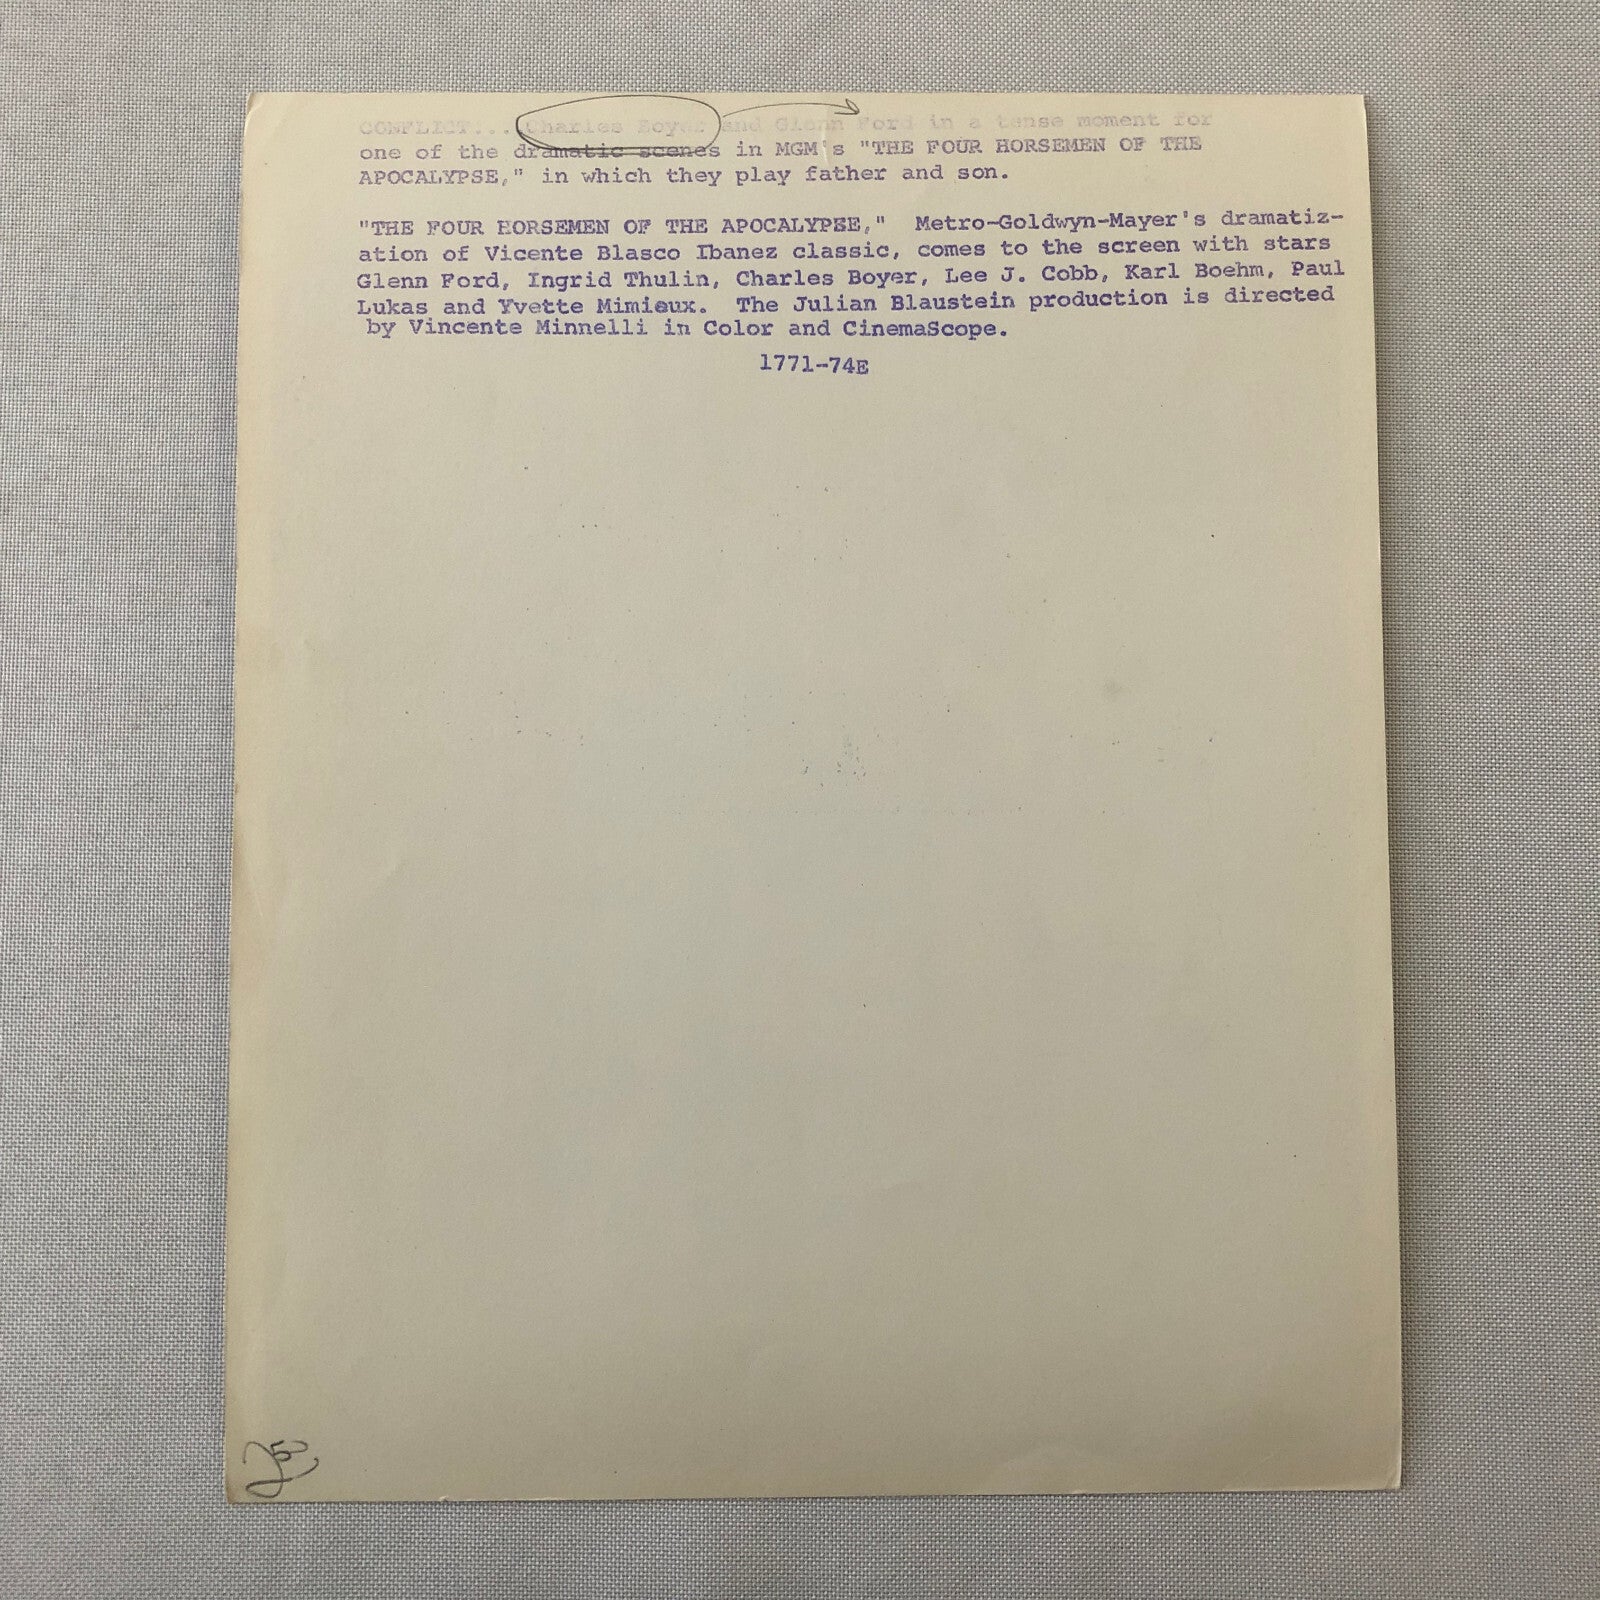 CONFLICT... Charles Boyer and Glenn Ford in a tense moment for
one of the dramatic scenes in MGM's "THE FOUR HORSEMEN OF THE
APOCALYPSE," in which they play father and son.
"THE FOUR HORSEMEN OF THE APOCALYPSE," Metro-Goldwyn-Mayer's dramatiz-
ation of Vicente Blasco Ibanez classic, comes to the screen with stars
Glenn Ford, Ingrid Thulin, Charles Boyer, Lee J. Cobb, Karl Boehm, Paul
Lukas and Yvette Mimieux. The Julian Blaustein production is directed
by Vincente Minnelli in Color and CinemaScope.
1771-74E